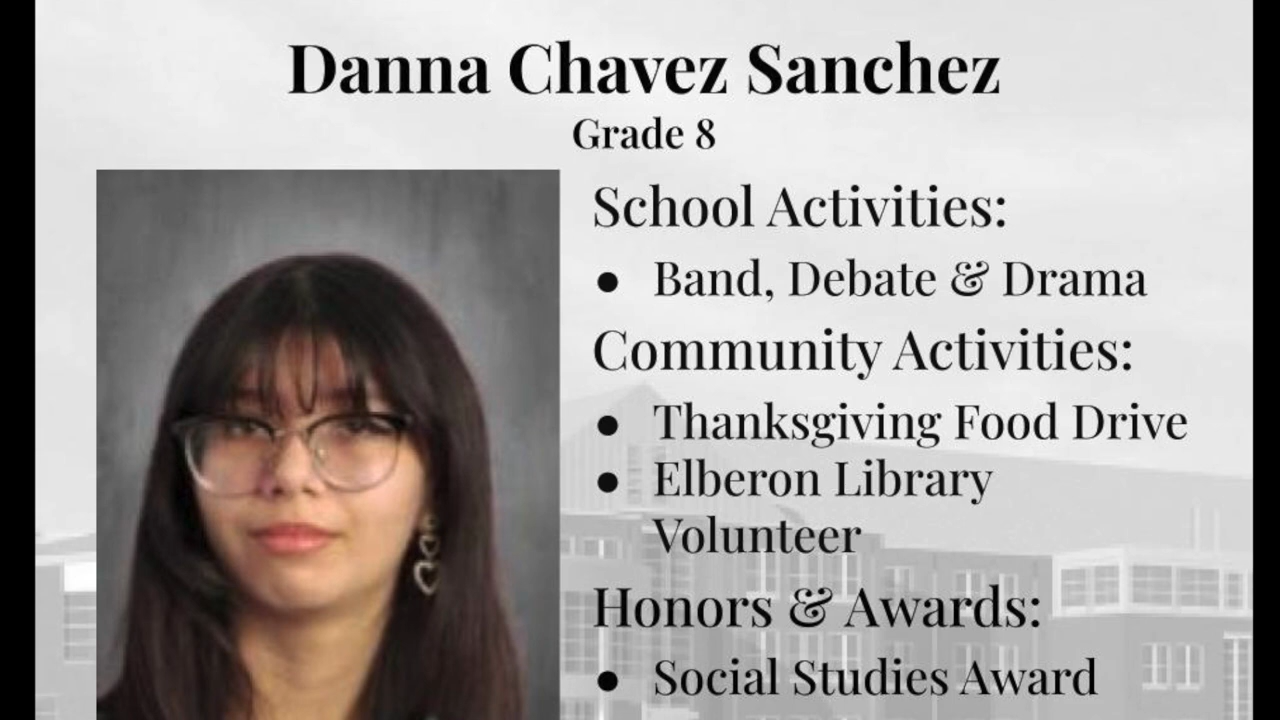 Danna Chavez Sanchez
Grade 8
School Activities:
● Band, Debate & Drama
Community Activities:
● Thanksgiving Food Drive
● Elberon Library
Volunteer
Honors & Awards:
● Social Studies Award